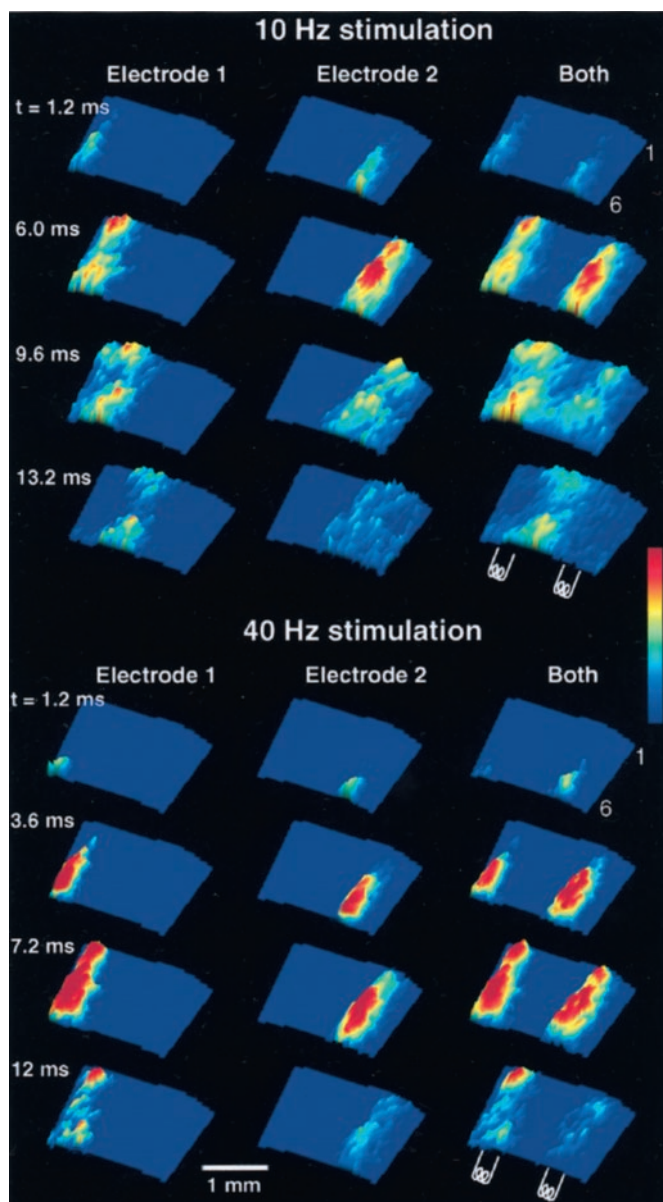 10 Hz stimulation
Electrode 1 Electrode 2 Both
t = 1.2 ms
1
6
6.0 ms
9.6 ms
13.2 ms
40 Hz stimulation
Electrode 1 Electrode 2 Both
t = 1.2 ms
1
6
3.6 ms
7.2 ms
12 ms
1 mm